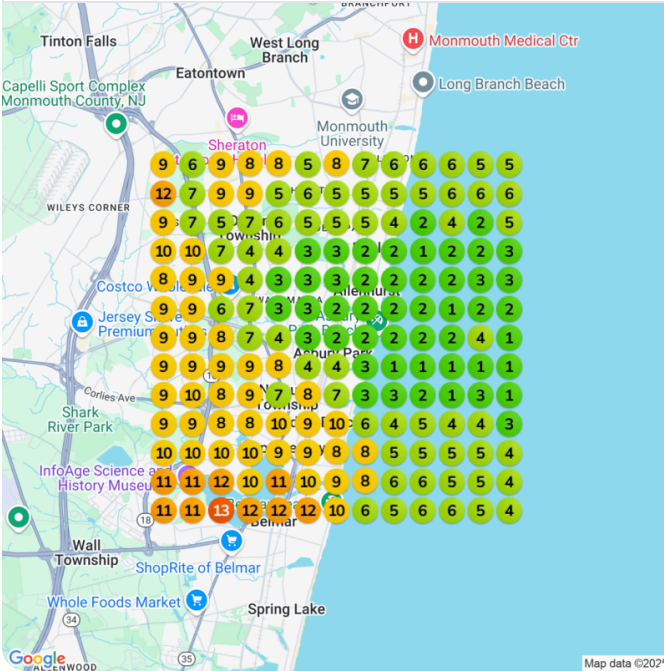 BRANCHPORT
Tinton Falls
West Long
Branch
Monmouth Medical Ctr
Eatontown
Capelli Sport Complex
Monmouth County, NJ
Long Branch Beach
Monmouth
University
Sheraton
9 6 9 8 8 5 8 7 6 6 6 5 5
12 7 9 9 5 6 5 5 5 5 6 6 6
WILEYS CORNER
9 7 5 7 6 5 5 5 4 2 4 2 5
Township
10 10 7 4 4 3 3 2 2 1 2 2 3
8 9 9 4 3 3 3 2 2 2 2 3 3
Costco
Allenhurst
9 9 6 7 3 3 3 2 2 2 1 2 2
Jersey Shore
Premium
9 9 8 7 4 3 2 2 2 2 2 4 1
Asbury Park
9 9 9 9 8 4 4 3 1 1 1 1 1
Corlies Ave
9 10 8 9 7 8 7 3 3 2 1 3 1
Township
Shark
River Park
9 9 8 8 10 9 10 6 4 5 4 4 3
10 10 10 10 9 9 8 8 5 5 5 5 4
InfoAge Science and
History Museum
11 11 12 10 11 10 9 8 6 6 5 5 4
11 11 13 12 12 12 10 6 5 6 6 5 4
18
Belmar
Wall
Township
ShopRite of Belmar
Whole Foods Market
Spring Lake
34
35
Google
Map data ©202